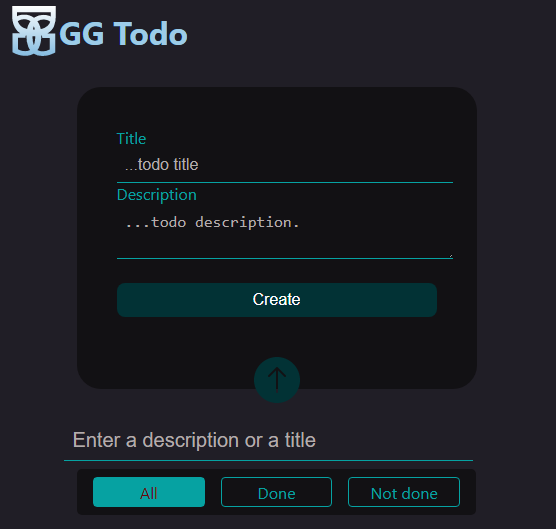 GG Todo
Title
...todo title
Description
...todo description.
Create
Enter a description or a title
All
Done
Not done